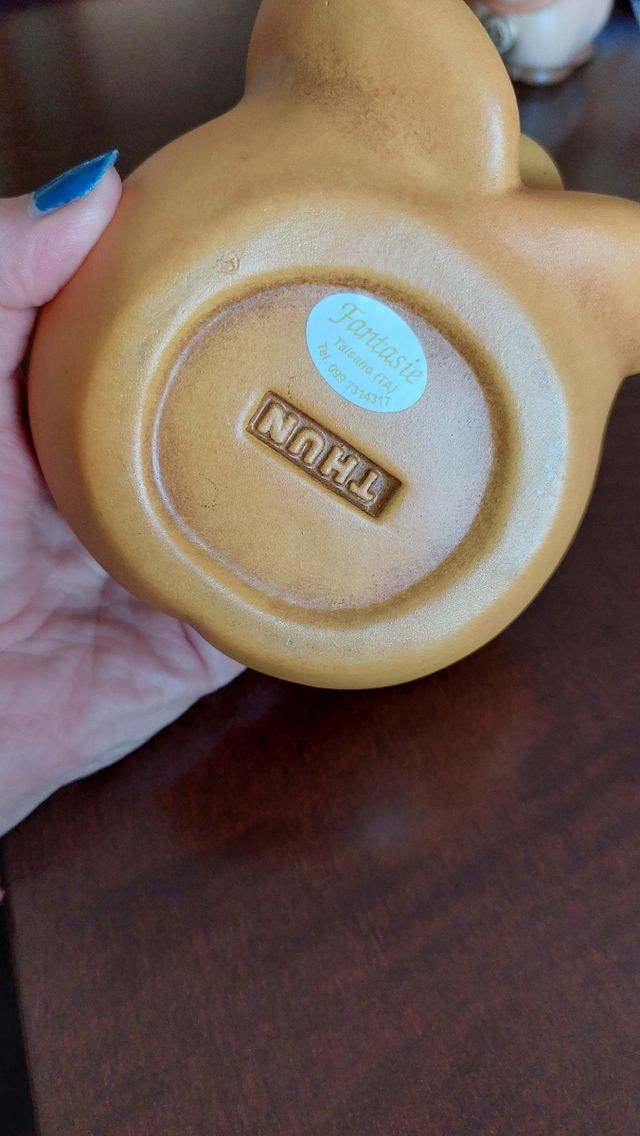 Fantasie
Talsano (TA)
Tel. 099 7314317
THUN